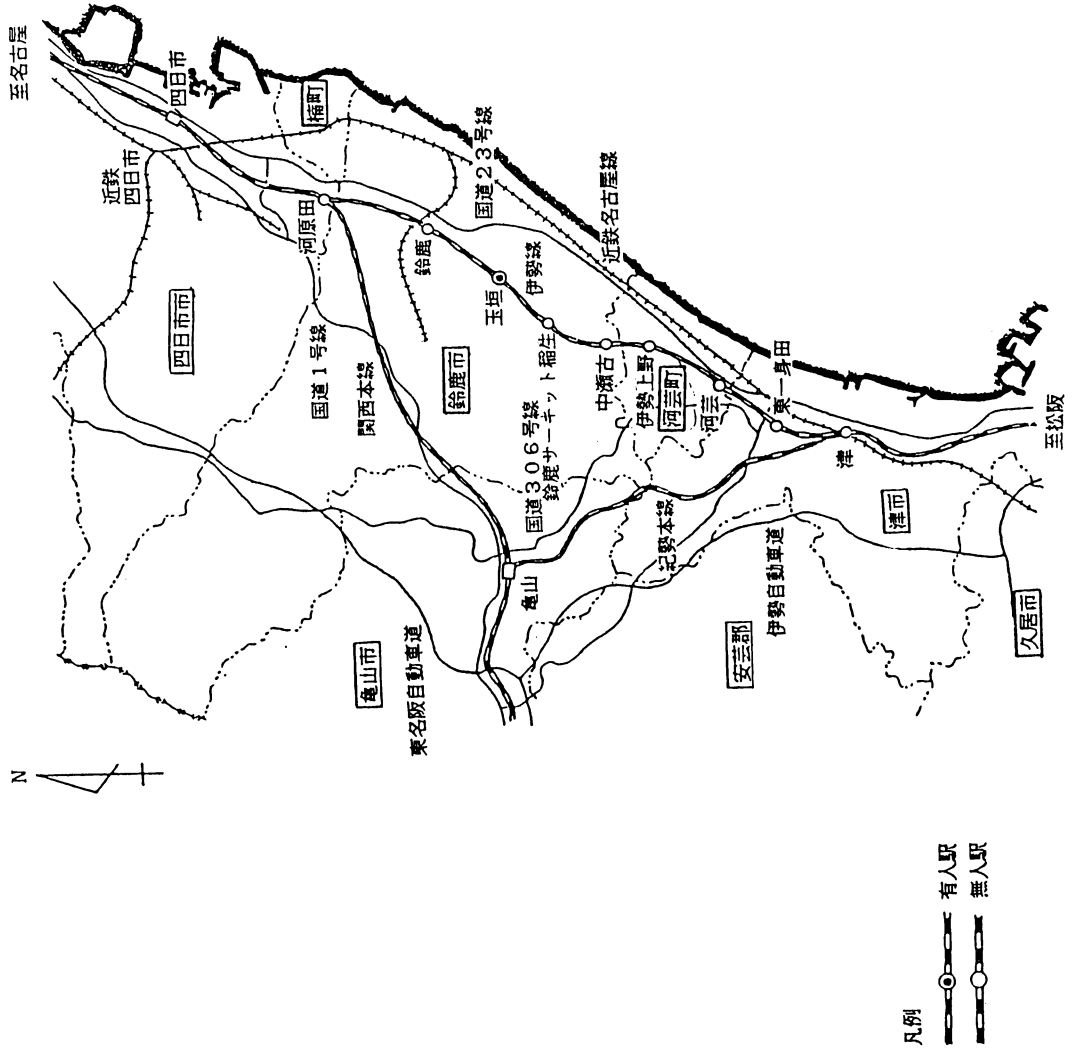 至名古屋
四日市
近鉄
四日市
楠町
河原田
国道23号線
四日市市
鈴鹿
近鉄名古屋線
玉垣
伊勢線
国道1号線
関西本線
鈴鹿市
鈴鹿サーキット稲生
国道306号線
中瀬古
伊勢上野
河芸町
河芸
東一身田
津
至松阪
亀山
紀勢本線
津市
伊勢自動車道
安芸郡
久居市
亀山市
東名阪自動車道
N
凡例
有人駅
無人駅